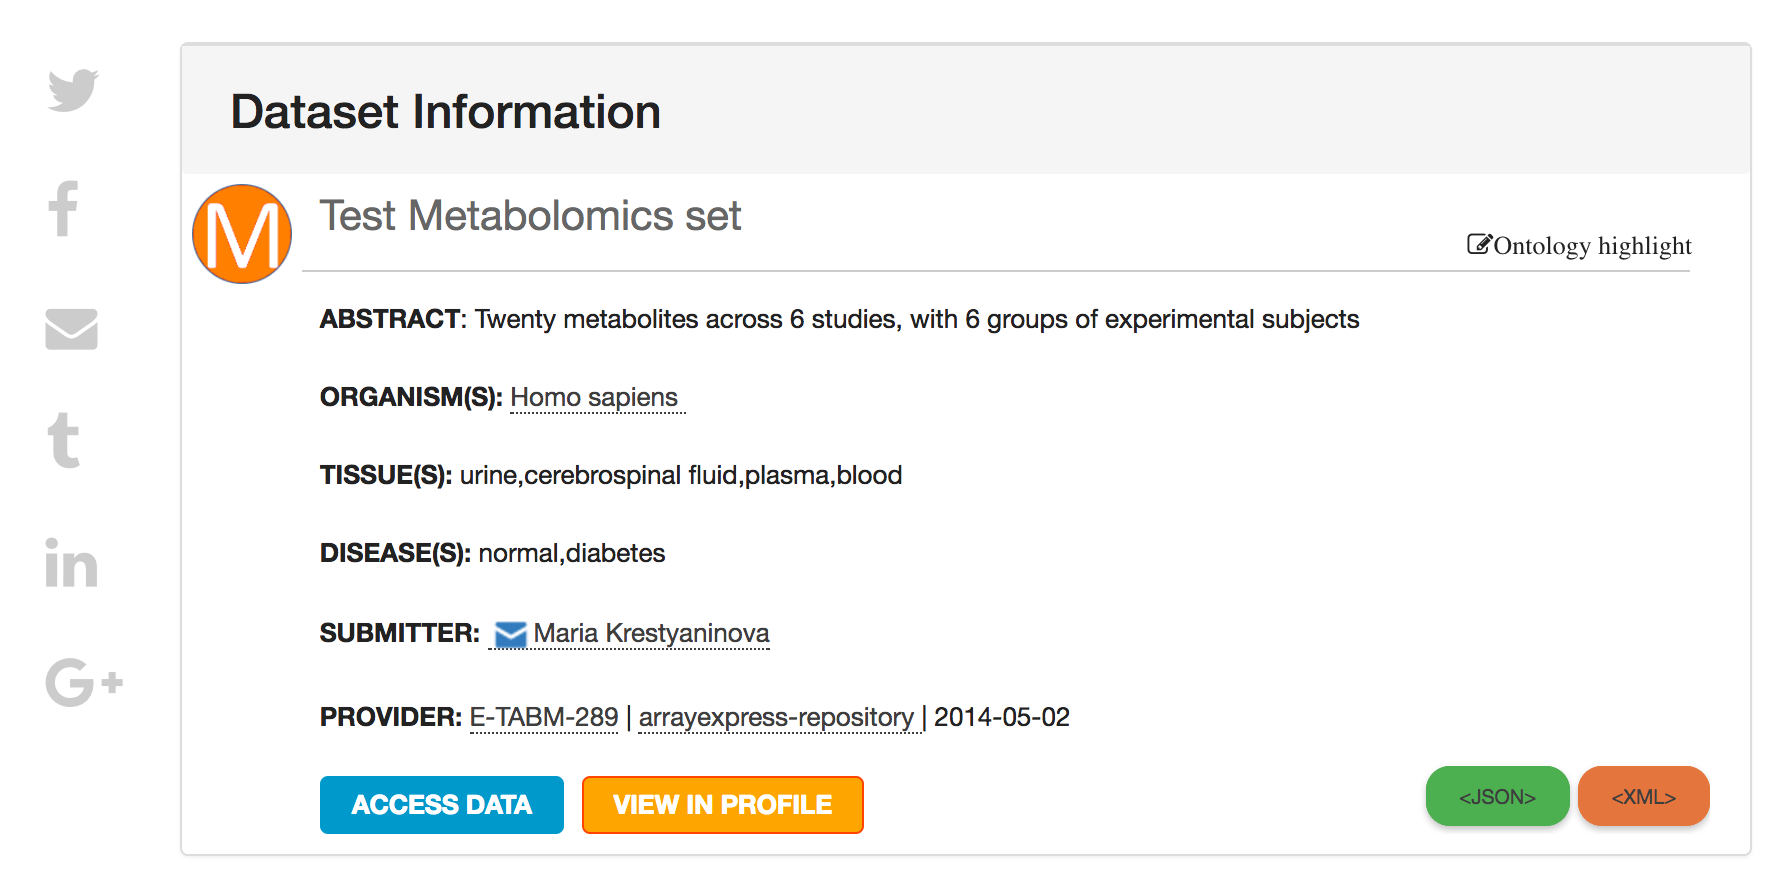 Dataset Information
M
Test Metabolomics set
Ontology highlight
ABSTRACT: Twenty metabolites across 6 studies, with 6 groups of experimental subjects
ORGANISM(S): Homo sapiens
TISSUE(S): urine,cerebrospinal fluid,plasma,blood
DISEASE(S): normal,diabetes
SUBMITTER: Maria Krestyaninova
PROVIDER: E-TABM-289 | arrayexpress-repository | 2014-05-02
ACCESS DATA
VIEW IN PROFILE
<JSON>
<XML>